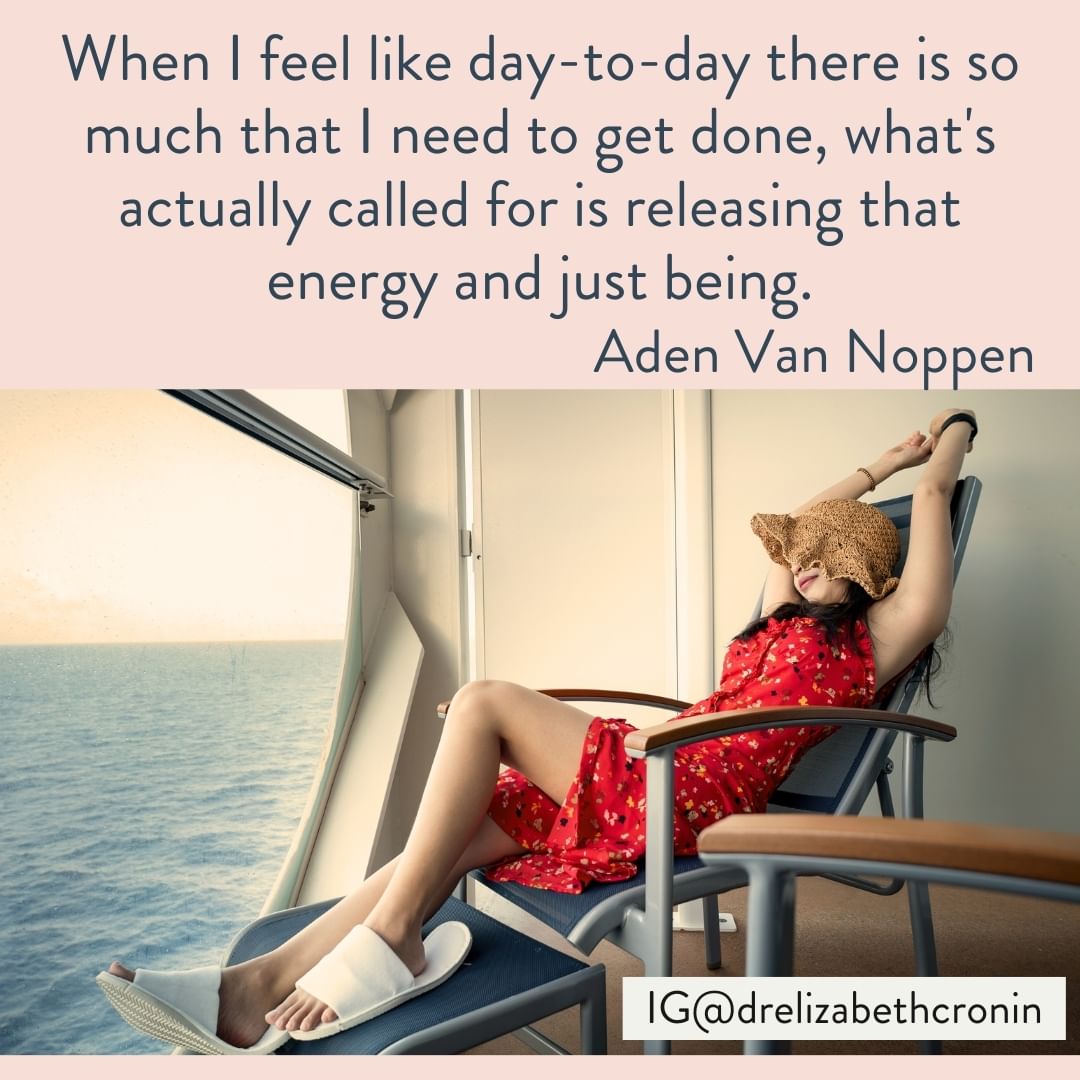 When I feel like day-to-day there is so
much that I need to get done, what's
actually called for is releasing that
energy and just being.
Aden Van Noppen
IG@drelizabethcronin